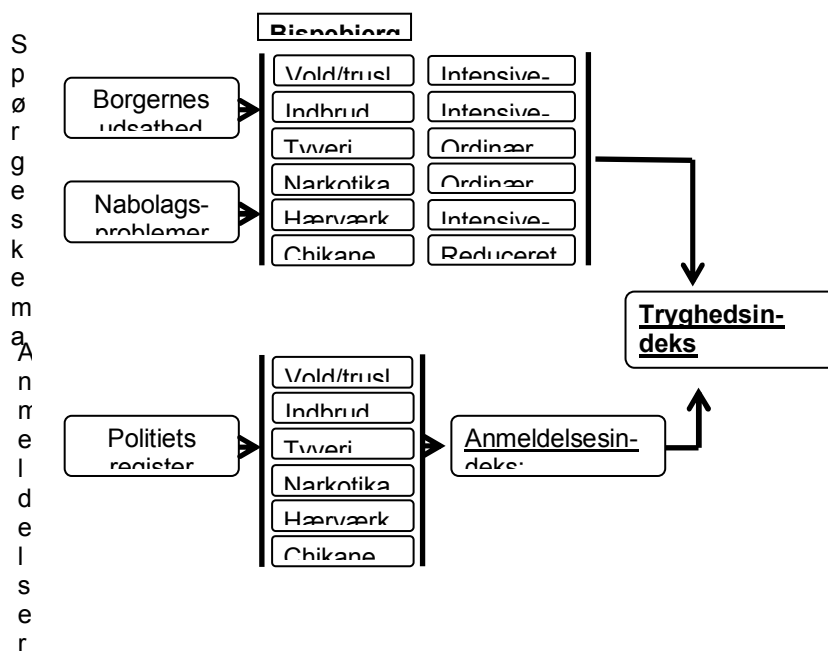 Spørgeskema
Bispebjerg
Borgernes
udsathed
Nabolags-
problemer
Vold/trusl
Indbrud
Tyveri
Narkotika
Hærværk
Chikane
Intensive-
Intensive-
Ordinær
Ordinær
Intensive-
Reduceret
Tryghedsin-
deks
Anmeldelser
Politiets
register
Vold/trusl
Indbrud
Tyveri
Narkotika
Hærværk
Chikane
Anmeldelsesin-
deks: